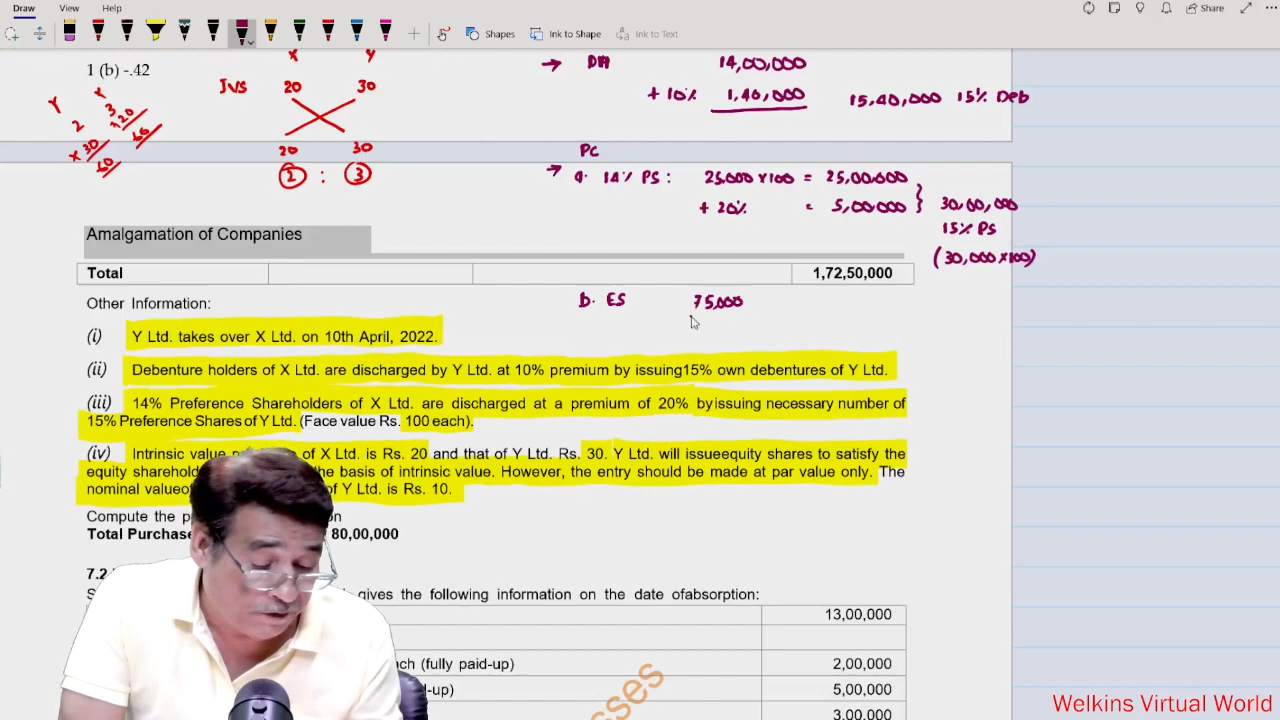 Draw View Help
Share
Shapes Ink to Shape Ink to Text
X Y
→ DH 14,00,000
1 (b) -.42
JVS 20 30
+ 10% 1,40,000 15,40,000 15% Deb
Y X
2 3
x 30 x 20
60 60
20 30
2 : 3
PC
→ a. 14% PS : 25,000 x 100 = 25,00,000
+ 20% = 5,00,000 } 30,00,000
15% PS
(30,000 x 100)
Amalgamation of Companies
Total 1,72,50,000
Other Information:
b. ES 75,000
(i) Y Ltd. takes over X Ltd. on 10th April, 2022.
(ii) Debenture holders of X Ltd. are discharged by Y Ltd. at 10% premium by issuing15% own debentures of Y Ltd.
(iii) 14% Preference Shareholders of X Ltd. are discharged at a premium of 20% by issuing necessary number of
15% Preference Shares of Y Ltd. (Face value Rs. 100 each).
(iv) Intrinsic value of X Ltd. is Rs. 20 and that of Y Ltd. Rs. 30. Y Ltd. will issueequity shares to satisfy the
equity the basis of intrinsic value. However, the entry should be made at par value only. The
nominal of Y Ltd. is Rs. 10.
Compute the
Total 80,00,000
7.2
gives the following information on the date ofabsorption:
13,00,000
(fully paid-up) 2,00,000
5,00,000
3,00,000
Welkins Virtual World